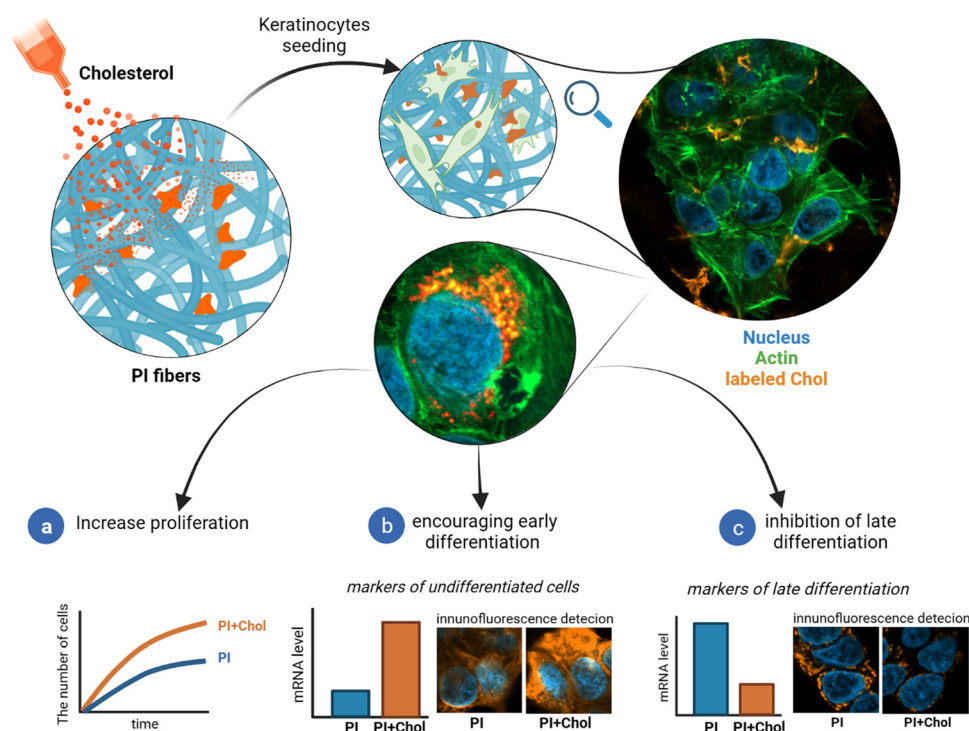 Keratinocytes
seeding
Cholesterol
PI fibers
Nucleus
Actin
labeled Chol
a
Increase proliferation
b
encouraging early
differentiation
c
inhibition of late
differentiation
The number of cells
PI+Chol
PI
time
markers of undifferentiated cells
mRNA level
PI
PI+Chol
innunofluorescence detecion
PI
PI+Chol
markers of late differentiation
mRNA level
PI
PI+Chol
innunofluorescence detecion
PI
PI+Chol